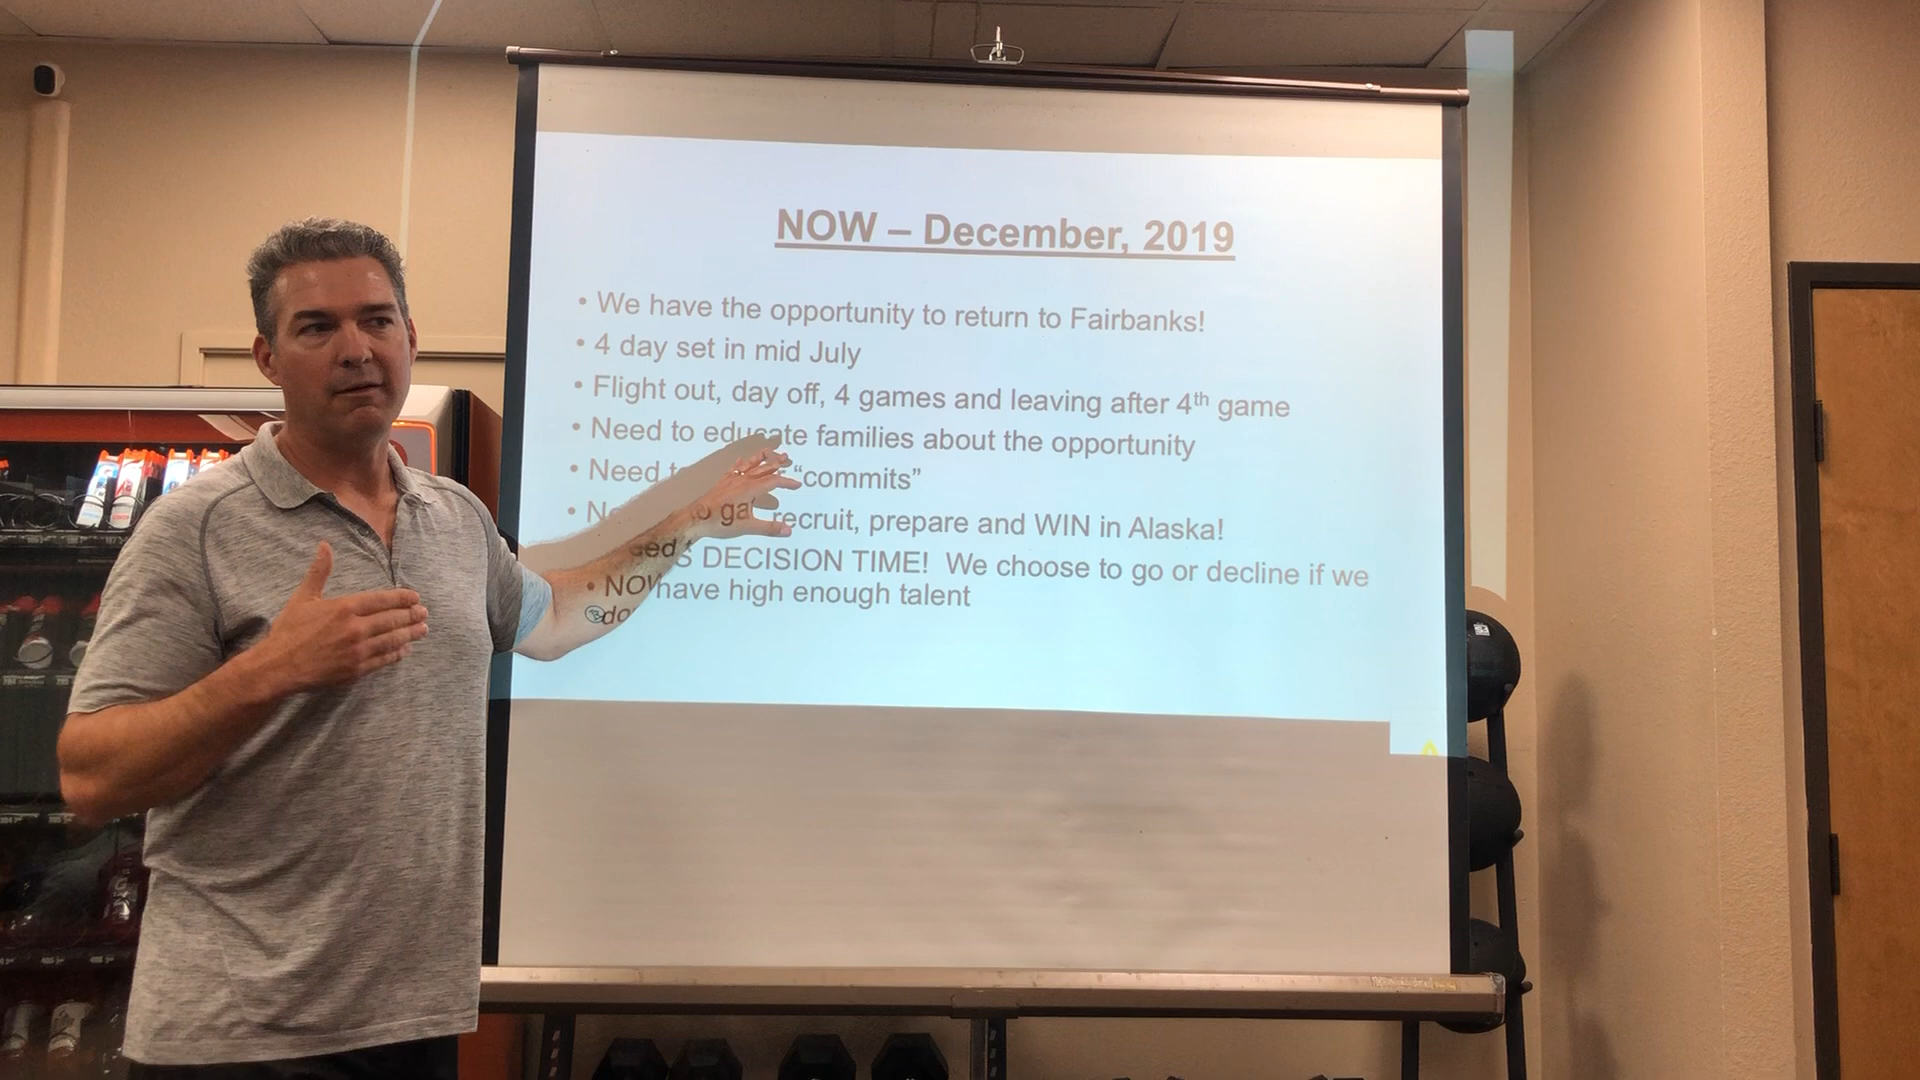 NOW – December, 2019
• We have the opportunity to return to Fairbanks!
• 4 day set in mid July
• Flight out, day off, 4 games and leaving after 4th game
• Need to educate families about the opportunity
• Need "commits"
• to recruit, prepare and WIN in Alaska!
• NOW DECISION TIME! We choose to go or decline if we
have high enough talent